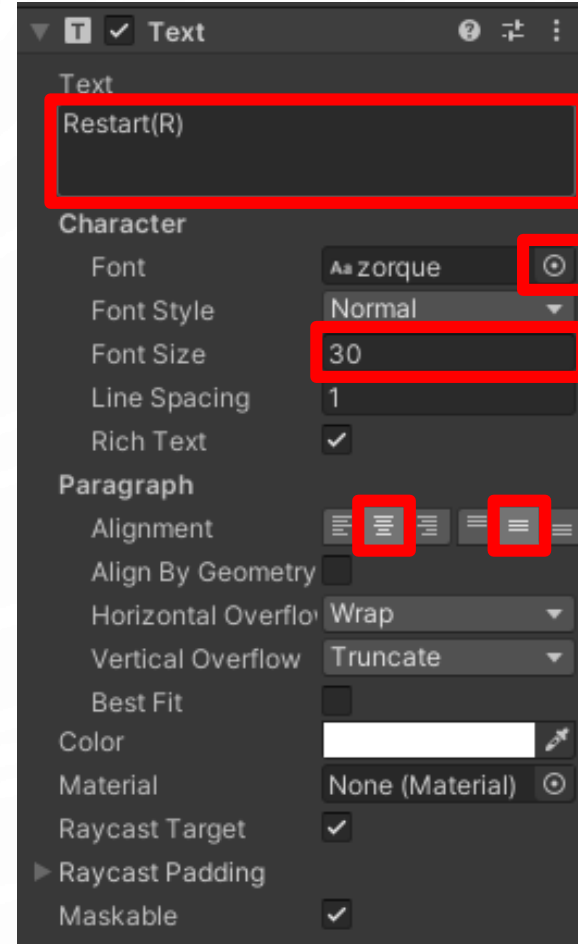 T Text
Text
Restart(R)
Character
Font Aa zorque
Font Style Normal
Font Size 30
Line Spacing 1
Rich Text
Paragraph
Alignment
Align By Geometry
Horizontal Overflo Wrap
Vertical Overflow Truncate
Best Fit
Color
Material None (Material)
Raycast Target
Raycast Padding
Maskable